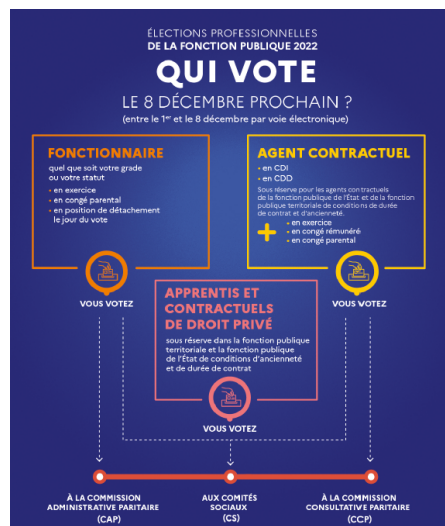 ÉLECTIONS PROFESSIONNELLES
DE LA FONCTION PUBLIQUE 2022
QUI VOTE
LE 8 DÉCEMBRE PROCHAIN ?
(entre le 1er et le 8 décembre par voie électronique)
FONCTIONNAIRE
quel que soit votre grade
ou votre statut
• en exercice
• en congé parental
• en position de détachement
le jour du vote
VOUS VOTEZ
AGENT CONTRACTUEL
• en CDI
• en CDD
Sous réserve pour les agents contractuels
de la fonction publique de l'État et de la fonction
publique territoriale de conditions de durée
de contrat et d'ancienneté.
+
• en exercice
• en congé rémunéré
• en congé parental
VOUS VOTEZ
APPRENTIS ET
CONTRACTUELS
DE DROIT PRIVÉ
sous réserve dans la fonction publique
territoriale et la fonction publique
de l'État de conditions d'ancienneté
et de durée de contrat
VOUS VOTEZ
À LA COMMISSION
ADMINISTRATIVE PARITAIRE
(CAP)
AUX COMITÉS
SOCIAUX
(CS)
À LA COMMISSION
CONSULTATIVE PARITAIRE
(CCP)